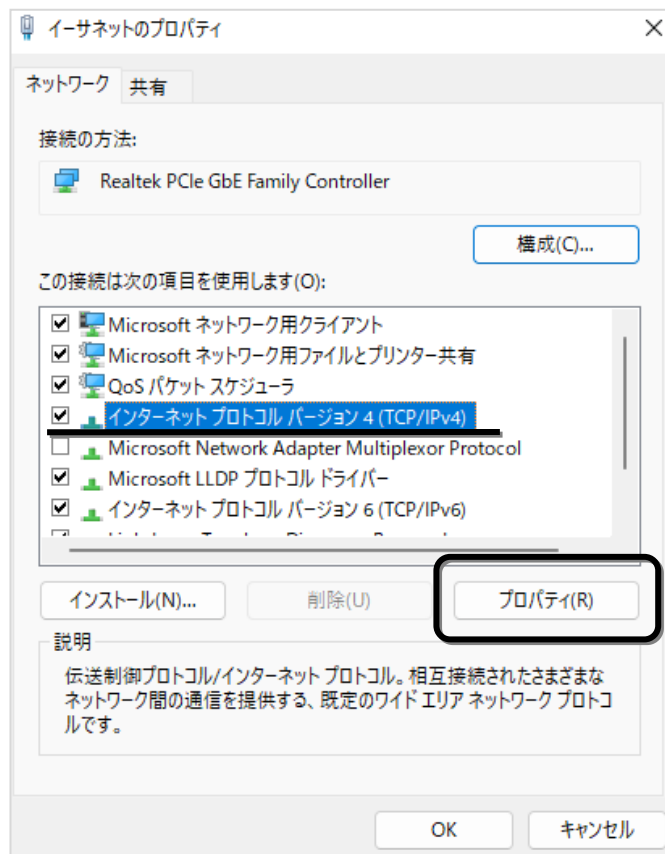 イーサネットのプロパティ
ネットワーク 共有
接続の方法:
Realtek PCIe GbE Family Controller
構成(C)...
この接続は次の項目を使用します(O):
Microsoft ネットワーク用クライアント
Microsoft ネットワーク用ファイルとプリンター共有
QoS パケット スケジューラ
インターネット プロトコル バージョン 4 (TCP/IPv4)
Microsoft Network Adapter Multiplexor Protocol
Microsoft LLDP プロトコル ドライバー
インターネット プロトコル バージョン 6 (TCP/IPv6)
インストール(N)... 削除(U) プロパティ(R)
説明
伝送制御プロトコル/インターネット プロトコル。相互接続されたさまざまな
ネットワーク間の通信を提供する、既定のワイド エリア ネットワーク プロトコ
ルです。
OK キャンセル